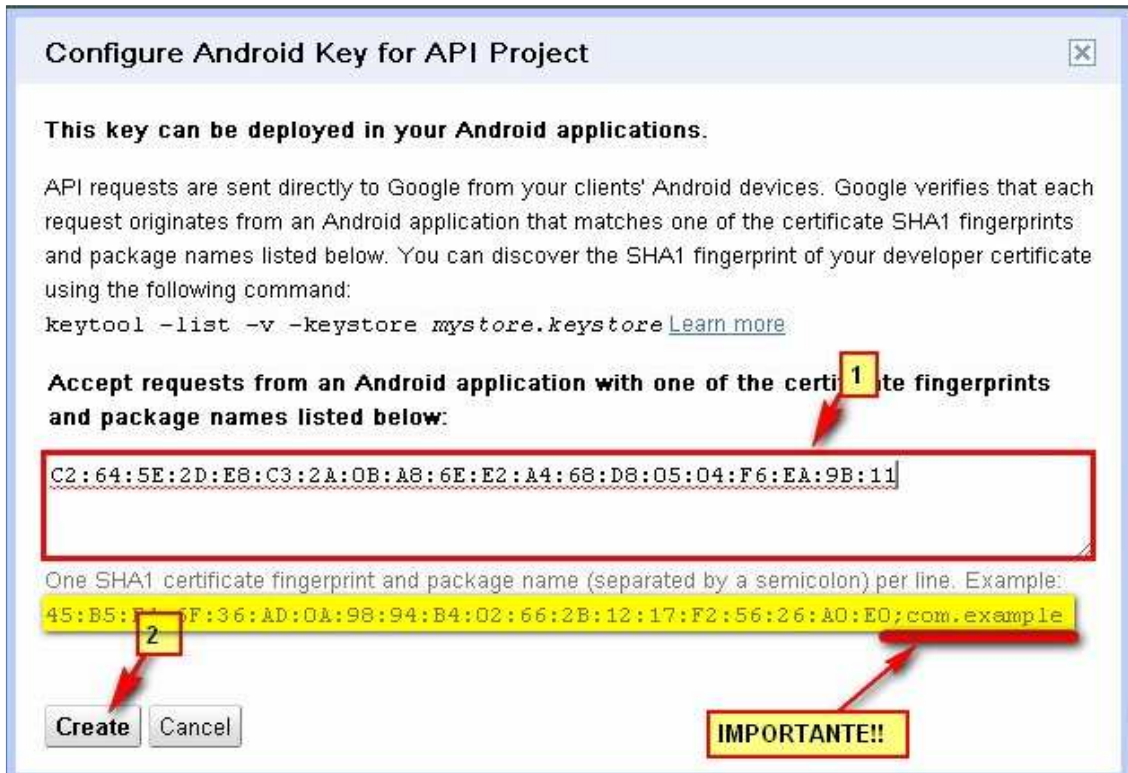 Configure Android Key for API Project
This key can be deployed in your Android applications.
API requests are sent directly to Google from your clients' Android devices. Google verifies that each
request originates from an Android application that matches one of the certificate SHA1 fingerprints
and package names listed below. You can discover the SHA1 fingerprint of your developer certificate
using the following command:
keytool -list -v -keystore mystore.keystore Learn more
1
Accept requests from an Android application with one of the fingerprints
and package names listed below:
C2:64:5E:2D:E8:C3:2A:0B:A8:6E:E2:A4:68:D8:05:04:F6:EA:9B:11
One SHA1 certificate fingerprint and package name (separated by a semicolon) per line. Example:
45:B5: :36:AD:0A:98:94:B4:02:66:2B:12:17:F2:56:26:A0:E0;com.example
2
Create Cancel
IMPORTANTE!!